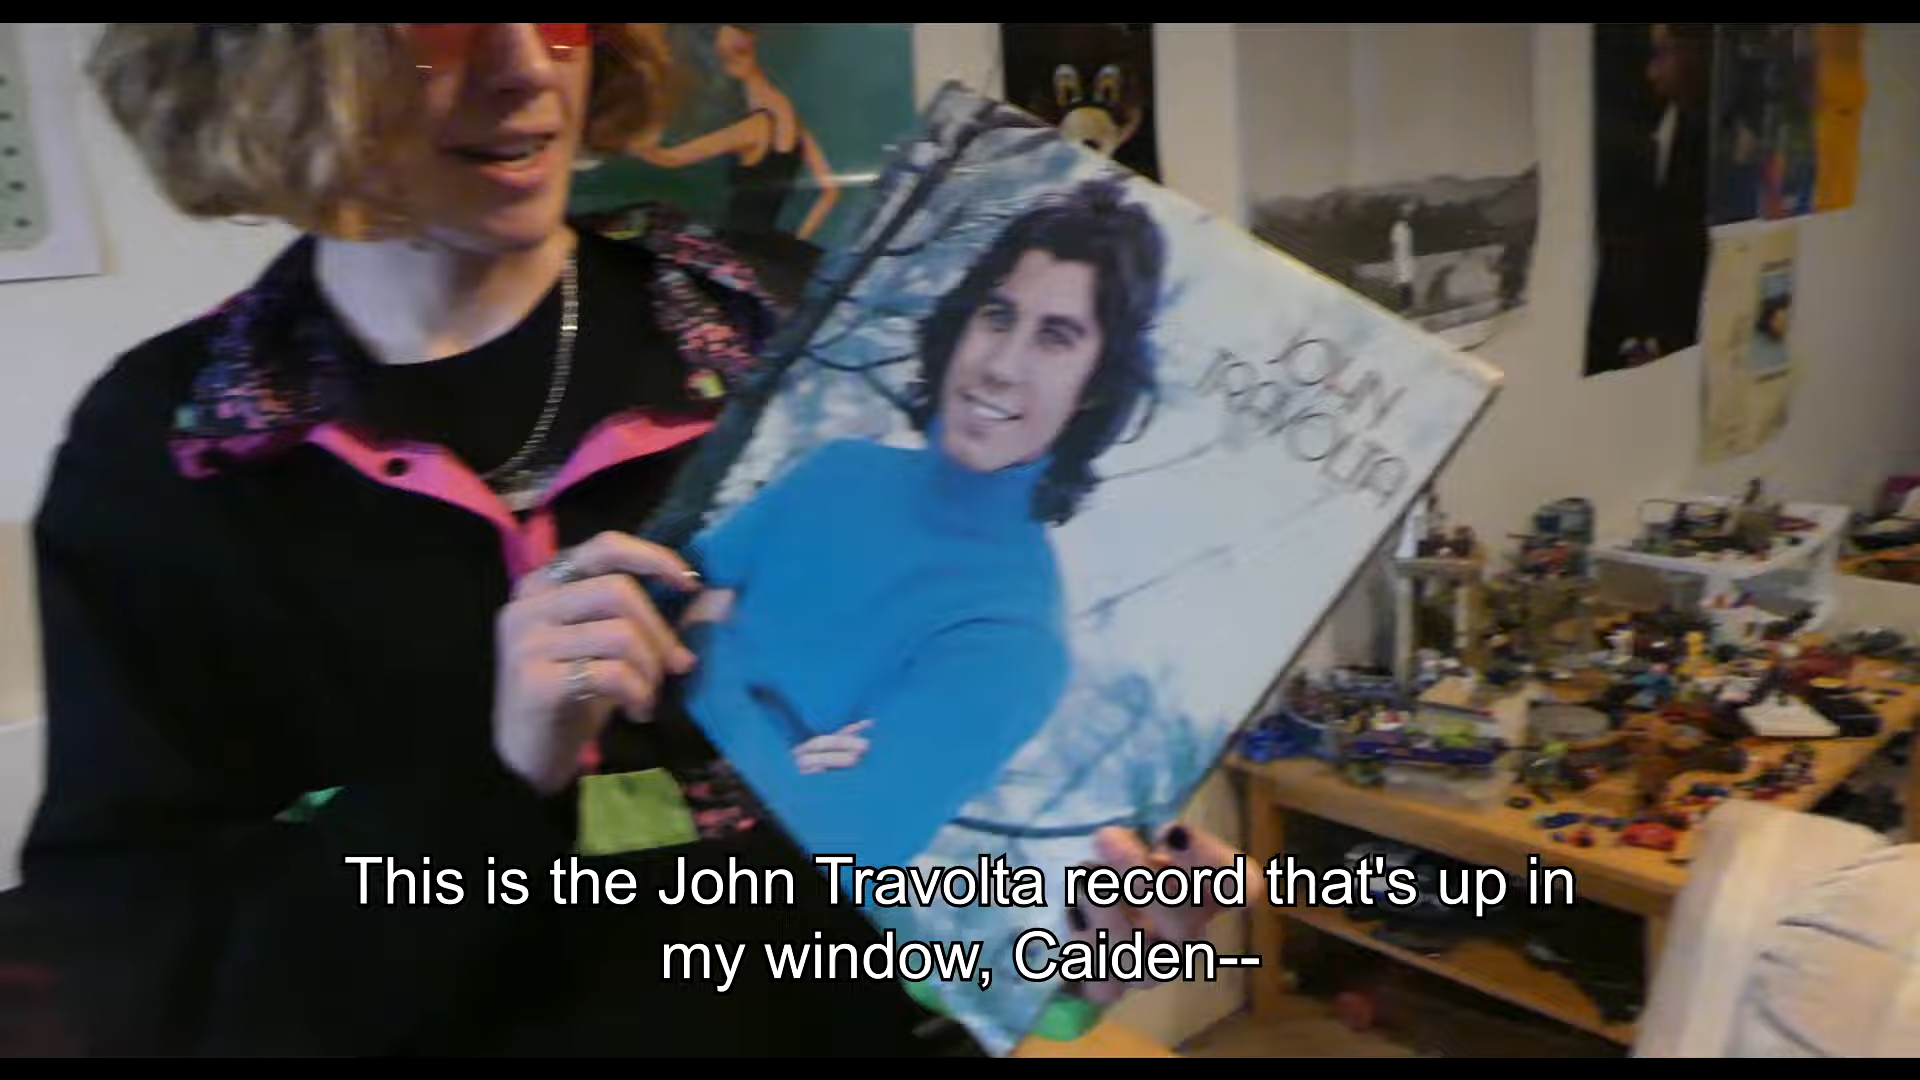 JOHN
TRAVOLTA
This is the John Travolta record that's up in
my window, Caiden--